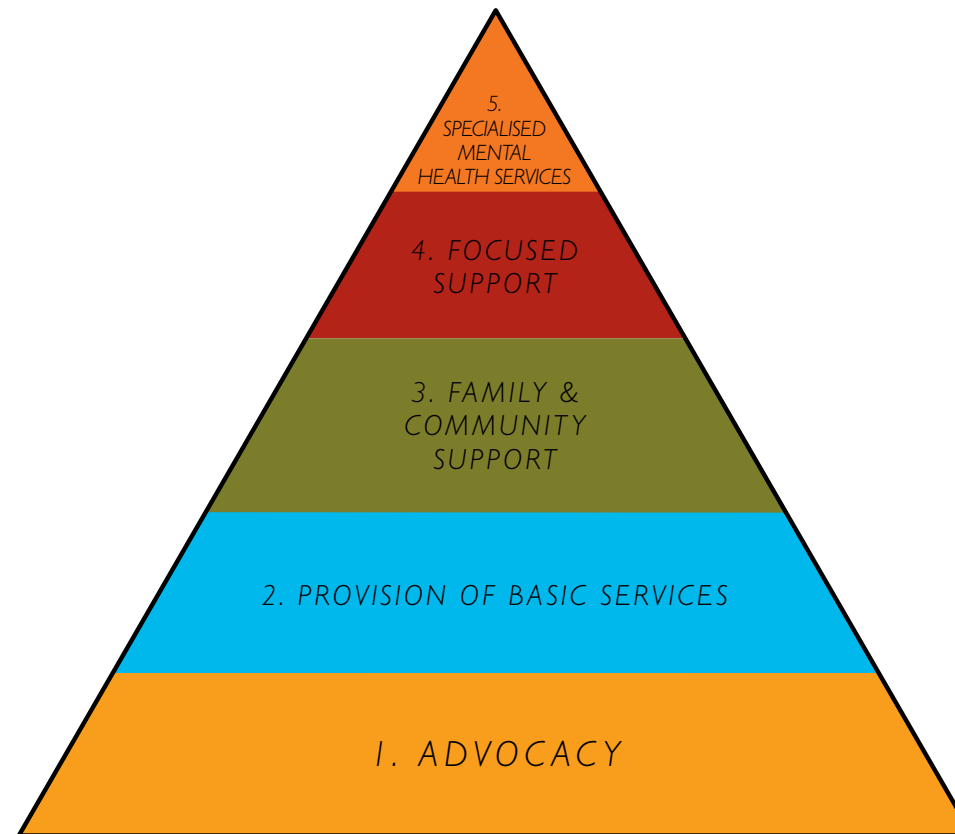 5.
SPECIALISED
MENTAL
HEALTH SERVICES
4. FOCUSED
SUPPORT
3. FAMILY &
COMMUNITY
SUPPORT
2. PROVISION OF BASIC SERVICES
1. ADVOCACY